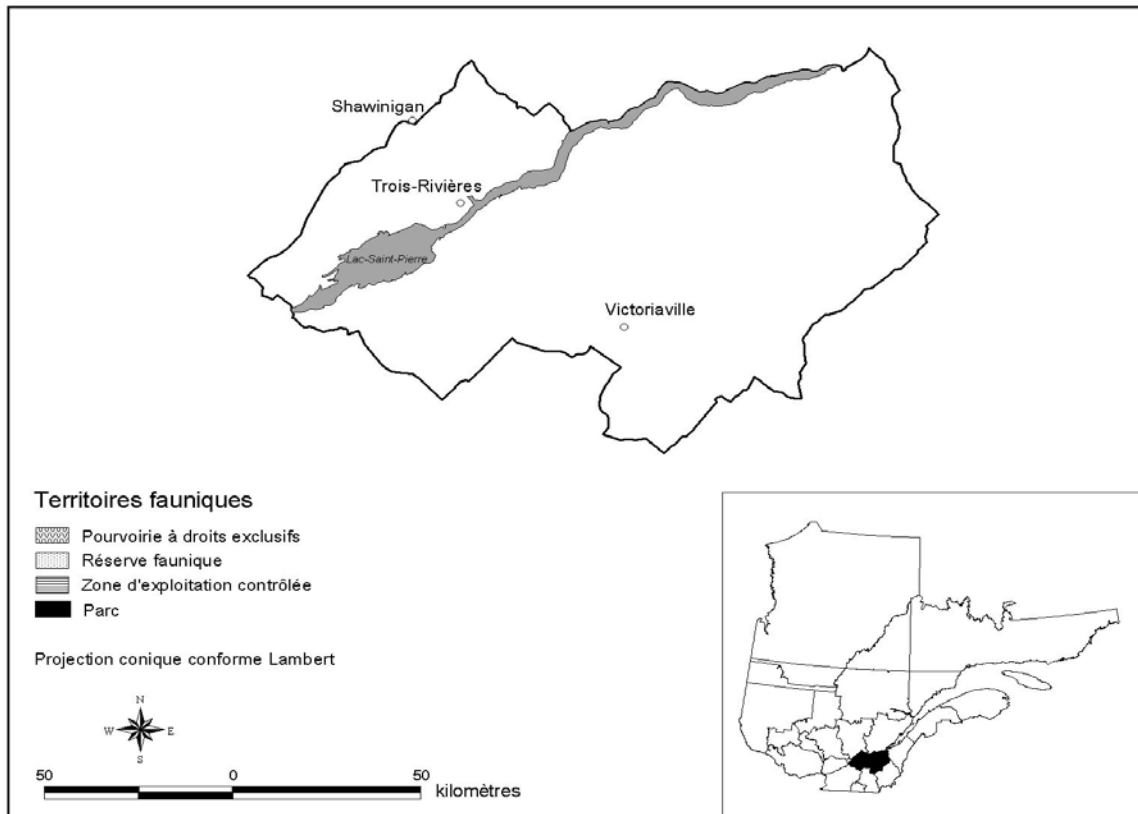 Shawinigan
Trois-Rivières
Lac-Saint-Pierre
Victoriaville
Territoires fauniques
Pourvoirie à droits exclusifs
Réserve faunique
Zone d'exploitation contrôlée
Parc
Projection conique conforme Lambert
N
W E
S
50 0 50
kilomètres